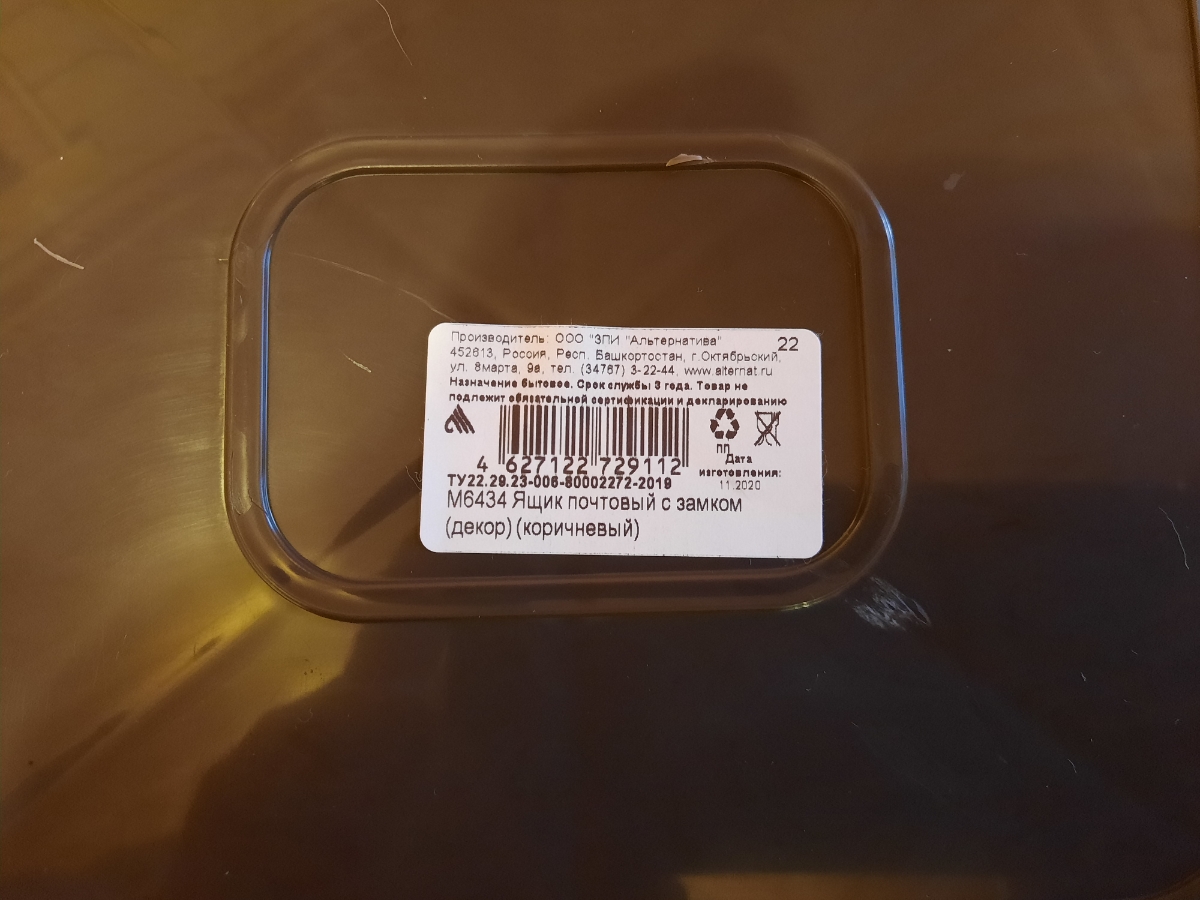 Производитель: ООО "ЗПИ "Альтернатива"
22
452613, Россия, Респ. Башкортостан, г.Октябрьский,
ул. 8марта, 9а, тел. (34767) 3-22-44, www.alternat.ru
Назначение бытовое. Срок службы 3 года. Товар не
подлежит обязательной сертификации и декларированию
4 627122 729112
ПП
Дата
изготовления:
11.2020
ТУ22.29.23-006-80002272-2019
М6434 Ящик почтовый с замком
(декор) (коричневый)